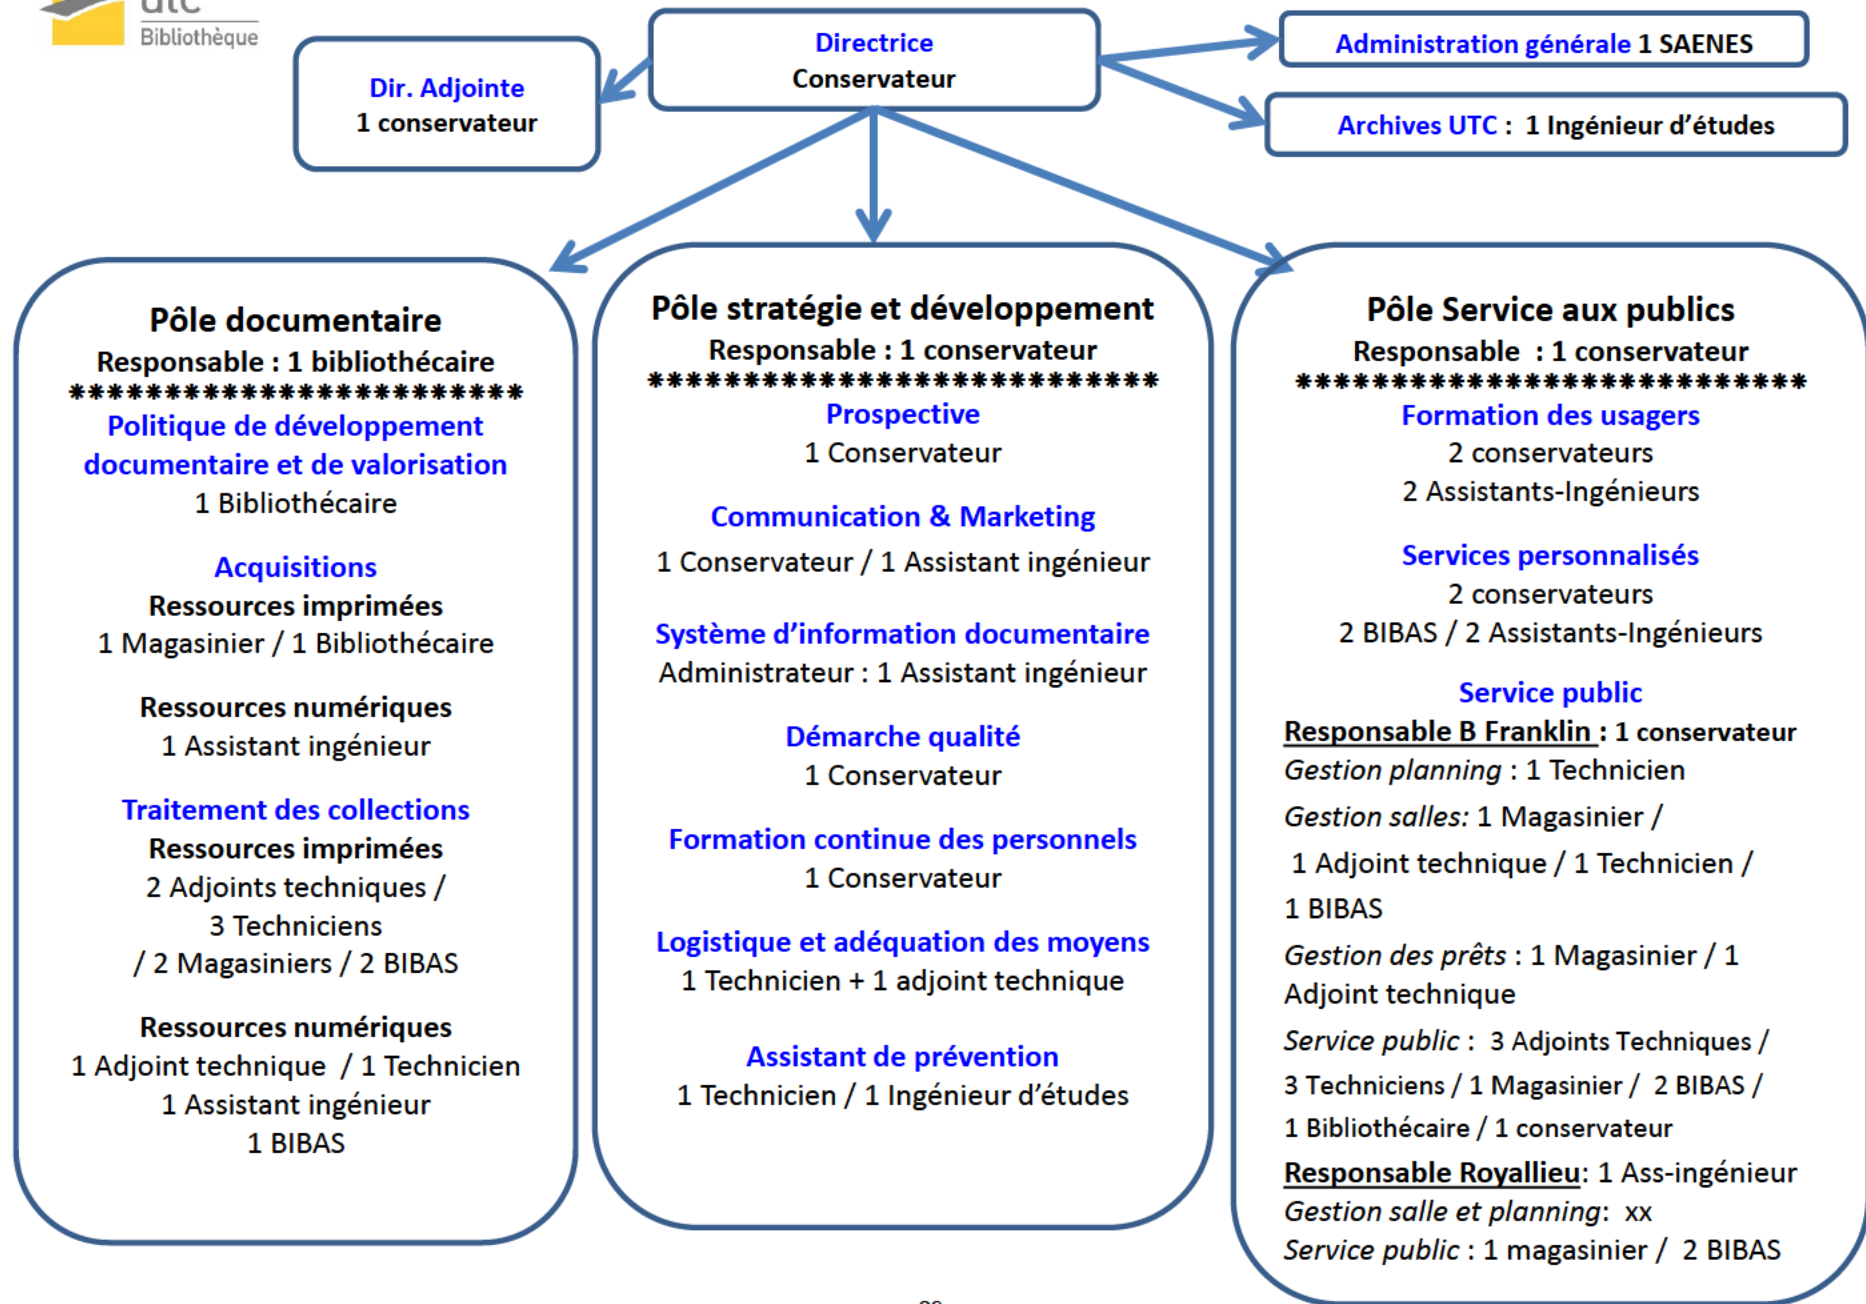 utc
Bibliothèque
Directrice
Conservateur
Dir. Adjointe
1 conservateur
Administration générale 1 SAENES
Archives UTC : 1 Ingénieur d'études
Pôle documentaire
Responsable : 1 bibliothécaire
************************
Politique de développement
documentaire et de valorisation
1 Bibliothécaire
Acquisitions
Ressources imprimées
1 Magasinier / 1 Bibliothécaire
Ressources numériques
1 Assistant ingénieur
Traitement des collections
Ressources imprimées
2 Adjoints techniques /
3 Techniciens
/ 2 Magasiniers / 2 BIBAS
Ressources numériques
1 Adjoint technique / 1 Technicien
1 Assistant ingénieur
1 BIBAS
Pôle stratégie et développement
Responsable : 1 conservateur
***************************
Prospective
1 Conservateur
Communication & Marketing
1 Conservateur / 1 Assistant ingénieur
Système d'information documentaire
Administrateur : 1 Assistant ingénieur
Démarche qualité
1 Conservateur
Formation continue des personnels
1 Conservateur
Logistique et adéquation des moyens
1 Technicien + 1 adjoint technique
Assistant de prévention
1 Technicien / 1 Ingénieur d'études
Pôle Service aux publics
Responsable : 1 conservateur
***************************
Formation des usagers
2 conservateurs
2 Assistants-Ingénieurs
Services personnalisés
2 conservateurs
2 BIBAS / 2 Assistants-Ingénieurs
Service public
Responsable B Franklin : 1 conservateur
Gestion planning : 1 Technicien
Gestion salles: 1 Magasinier /
1 Adjoint technique / 1 Technicien /
1 BIBAS
Gestion des prêts : 1 Magasinier / 1
Adjoint technique
Service public : 3 Adjoints Techniques /
3 Techniciens / 1 Magasinier / 2 BIBAS /
1 Bibliothécaire / 1 conservateur
Responsable Royallieu: 1 Ass-ingénieur
Gestion salle et planning: xx
Service public : 1 magasinier / 2 BIBAS